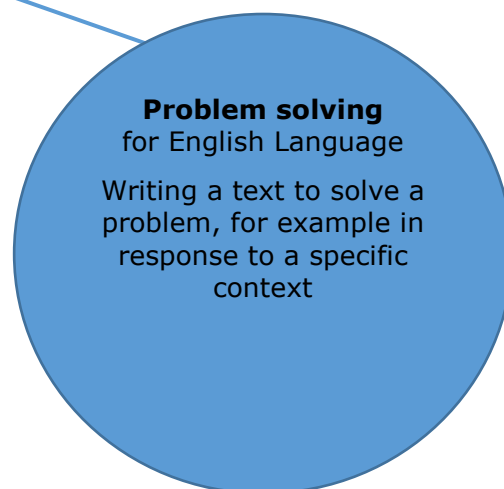 Problem solving
for English Language
Writing a text to solve a
problem, for example in
response to a specific
context